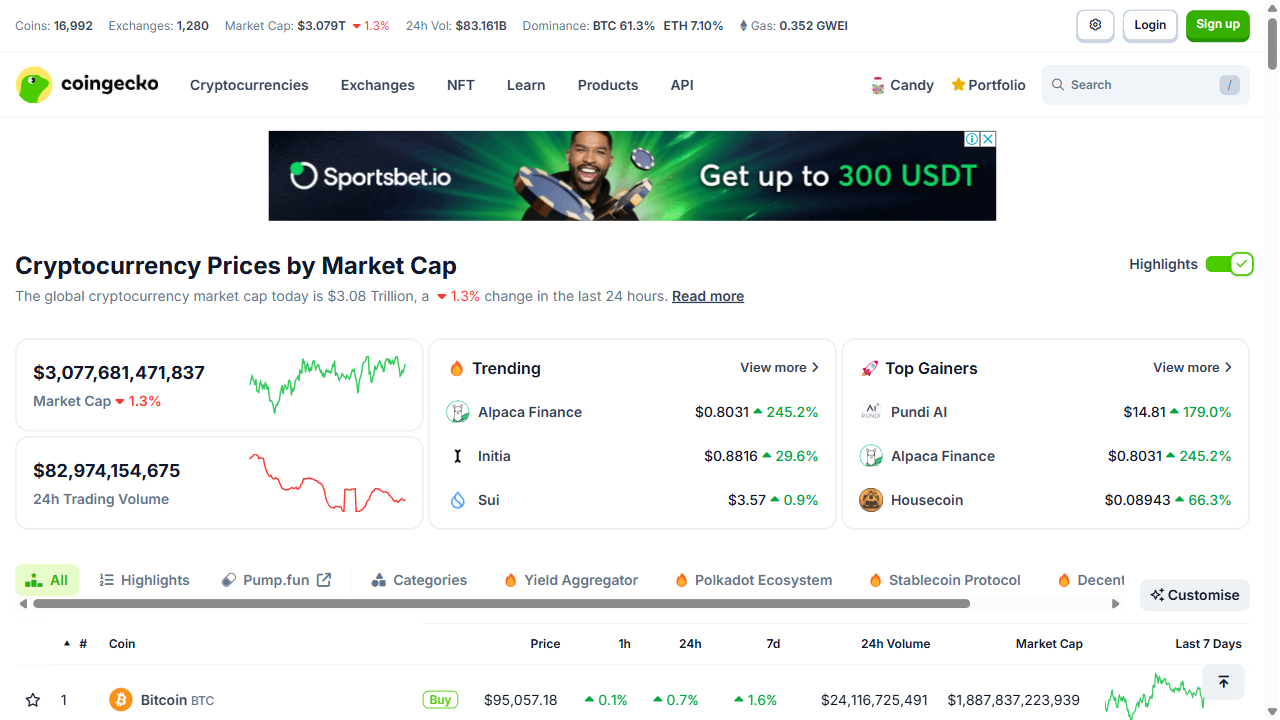 Coins: 16,992 Exchanges: 1,280 Market Cap: $3.079T 1.3% 24h Vol: $83.161B Dominance: BTC 61.3% ETH 7.10% Gas: 0.352 GWEI Login Sign up
coingecko Cryptocurrencies Exchanges NFT Learn Products API Candy Portfolio Search /
Sportsbet.io Get up to 300 USDT
Cryptocurrency Prices by Market Cap Highlights
The global cryptocurrency market cap today is $3.08 Trillion, a 1.3% change in the last 24 hours. Read more
$3,077,681,471,837
Market Cap 1.3%
$82,974,154,675
24h Trading Volume
Trending View more
Alpaca Finance $0.8031 245.2%
Initia $0.8816 29.6%
Sui $3.57 0.9%
Top Gainers View more
AI PUNDI Pundi AI $14.81 179.0%
Alpaca Finance $0.8031 245.2%
Housecoin $0.08943 66.3%
All Highlights Pump.fun Categories Yield Aggregator Polkadot Ecosystem Stablecoin Protocol Decent
Customise
# Coin Price 1h 24h 7d 24h Volume Market Cap Last 7 Days
1 Bitcoin BTC Buy $95,057.18 0.1% 0.7% 1.6% $24,116,725,491 $1,887,837,223,939